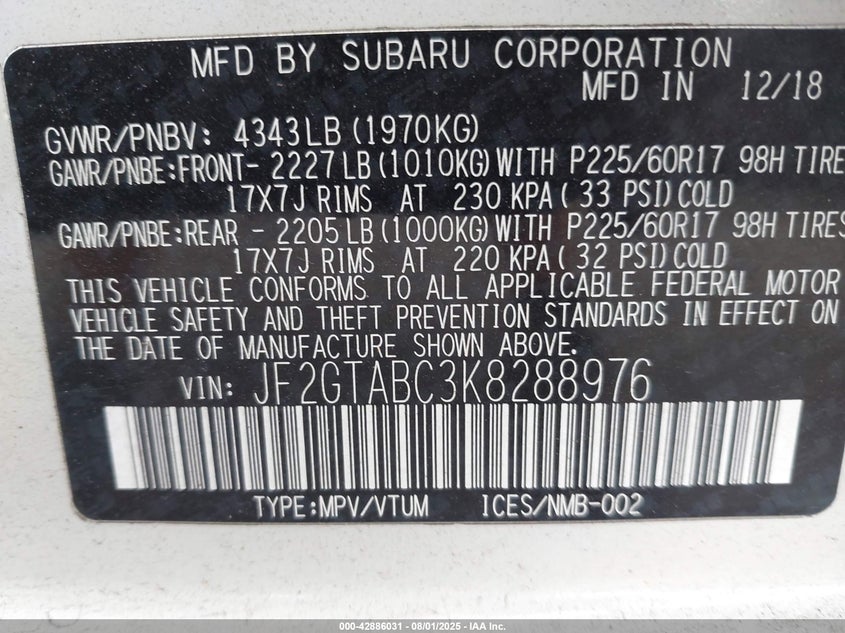 MFD BY SUBARU CORPORATION
MFD IN 12/18
GVWR/PNBV: 4343LB (1970KG)
GAWR/PNBE:FRONT- 2227LB (1010KG) WITH P225/60R17 98H TIRE
17X7J RIMS AT 230 KPA ( 33 PSI) COLD
GAWR/PNBE:REAR - 2205LB (1000KG) WITH P225/60R17 98H TIRES
17X7J RIMS AT 220 KPA ( 32 PSI) COLD
THIS VEHICLE CONFORMS TO ALL APPLICABLE FEDERAL MOTOR
VEHICLE SAFETY AND THEFT PREVENTION STANDARDS IN EFFECT ON
THE DATE OF MANUFACTURE SHOWN ABOVE.
VIN: JF2GTABC3K8288976
TYPE:MPV/VTUM ICES/NMB-002
000-42886031 - 08/01/2025 - IAA Inc.